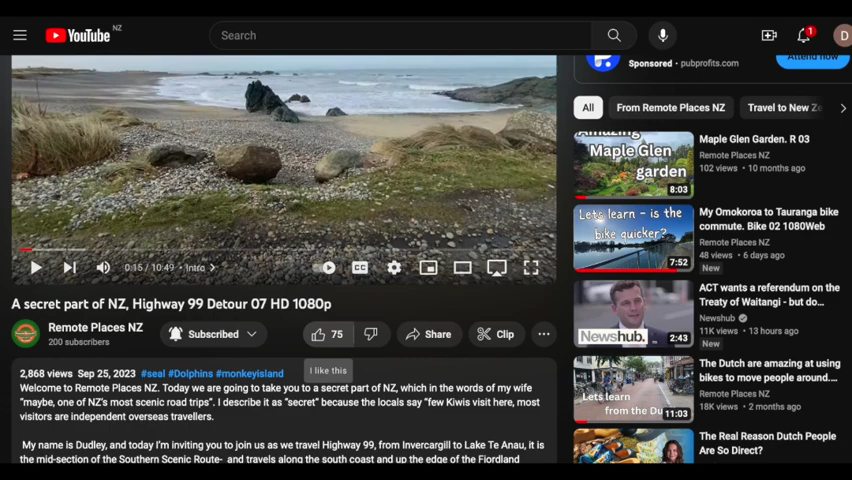 YouTube NZ
Search
1
D
Sponsored • pubprofits.com
Attend now
All
From Remote Places NZ
Travel to New Ze
0:15 / 10:49 • Intro
CC
A secret part of NZ, Highway 99 Detour 07 HD 1080p
Remote Places NZ
200 subscribers
Subscribed
75
Share
Clip
I like this
2,868 views Sep 25, 2023 #seal #Dolphins #monkeyisland
Welcome to Remote Places NZ. Today we are going to take you to a secret part of NZ, which in the words of my wife
"maybe, one of NZ's most scenic road trips". I describe it as "secret" because the locals say "few Kiwis visit here, most
visitors are independent overseas travellers.
My name is Dudley, and today I'm inviting you to join us as we travel Highway 99, from Invercargill to Lake Te Anau, it is
the mid-section of the Southern Scenic Route- and travels along the south coast and up the edge of the Fiordland
Amazing
Maple Glen
garden
8:03
Maple Glen Garden. R 03
Remote Places NZ
102 views • 10 months ago
Lets learn - is the
bike quicker?
7:52
My Omokoroa to Tauranga bike
commute. Bike 02 1080Web
Remote Places NZ
48 views • 6 days ago
New
Newshub.
2:43
ACT wants a referendum on the
Treaty of Waitangi - but do...
Newshub
11K views • 13 hours ago
New
Lets learn
from the Du
11:03
The Dutch are amazing at using
bikes to move people around....
Remote Places NZ
18K views • 2 months ago
The Real Reason Dutch People
Are So Direct?